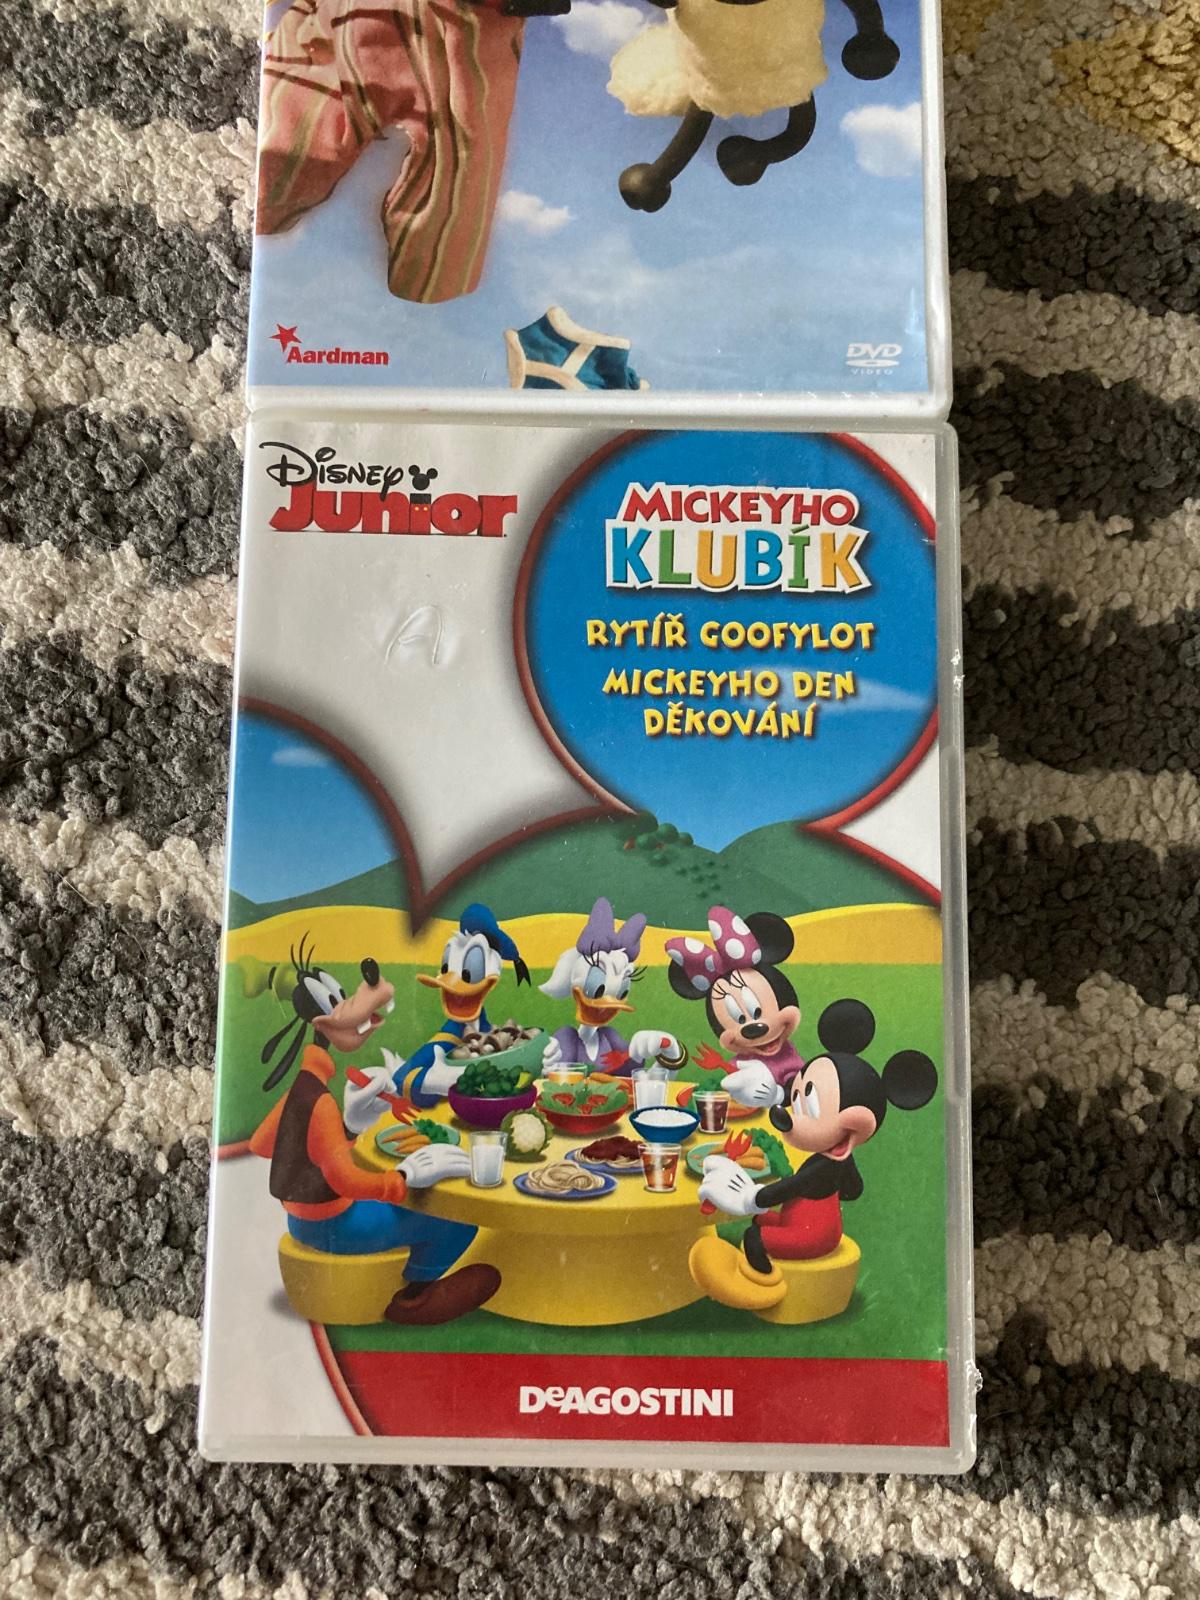 Aardman
DVD
VIDEO
Disney
Junior
MICKEYHO
KLUBÍK
RYTÍŘ GOOFYLOT
MICKEYHO DEN
DĚKOVÁNÍ
A
DeAGOSTINI